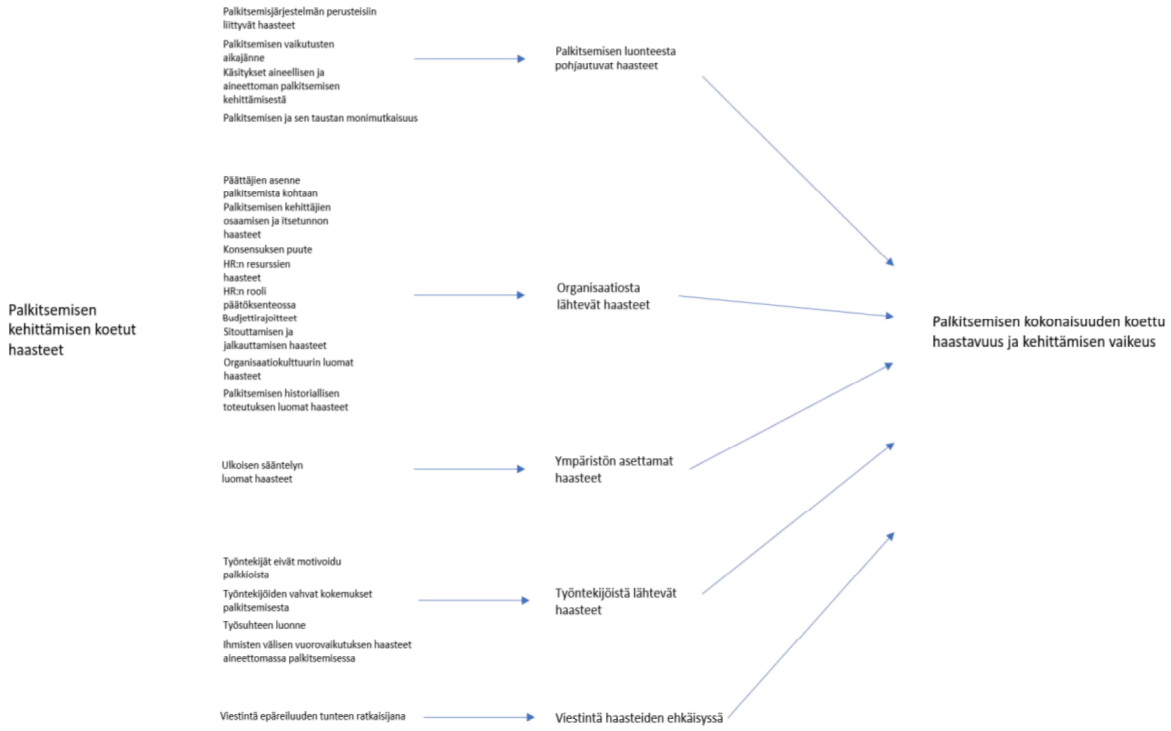 Palkitsemisen
kehittämisen koetut
haasteet
Palkitsemisjärjestelmän perusteisiin
liittyvät haasteet
Palkitsemisen vaikutusten
aikajänne
Käsitykset aineellisen ja
aineettoman palkitsemisen
kehittämisestä
Palkitsemisen ja sen taustan monimutkaisuus
Palkitsemisen luonteesta
pohjautuvat haasteet
Päättäjien asenne
palkitsemista kohtaan
Palkitsemisen kehittäjien
osaamisen ja itsetunnon
haasteet
Konsensuksen puute
HR:n resurssien
haasteet
HR:n rooli
päätöksenteossa
Budjettirajoitteet
Sitouttamisen ja
jalkauttamisen haasteet
Organisaatiokulttuurin luomat
haasteet
Palkitsemisen historiallisen
toteutuksen luomat haasteet
Organisaatiosta
lähtevät haasteet
Ulkoisen sääntelyn
luomat haasteet
Ympäristön asettamat
haasteet
Työntekijät eivät motivoidu
palkkioista
Työntekijöiden vahvat kokemukset
palkitsemisesta
Työsuhteen luonne
Ihmisten välisen vuorovaikutuksen haasteet
aineettomassa palkitsemisessa
Työntekijöistä lähtevät
haasteet
Viestintä epäreiluuden tunteen ratkaisijana
Viestintä haasteiden ehkäisyssä
Palkitsemisen kokonaisuuden koettu
haastavuus ja kehittämisen vaikeus